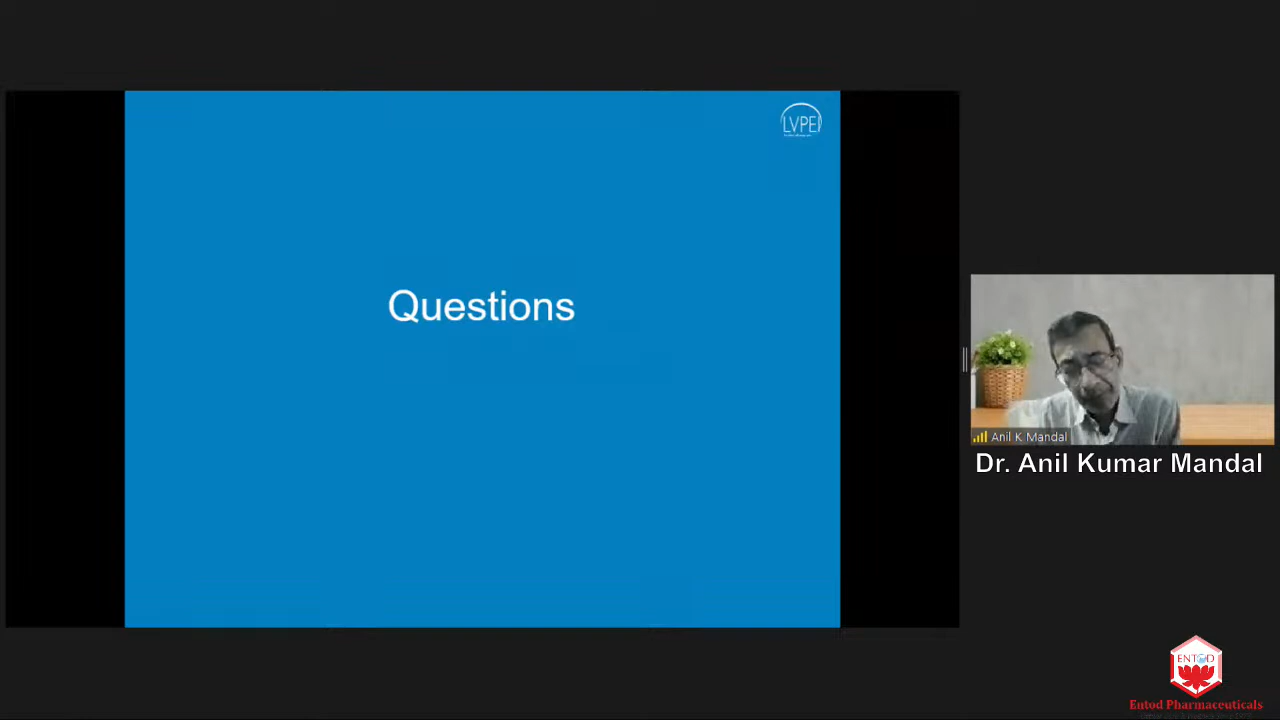 LVPEI
Questions
Anil K Mandal
Dr. Anil Kumar Mandal
ENTOD
Entod Pharmaceuticals